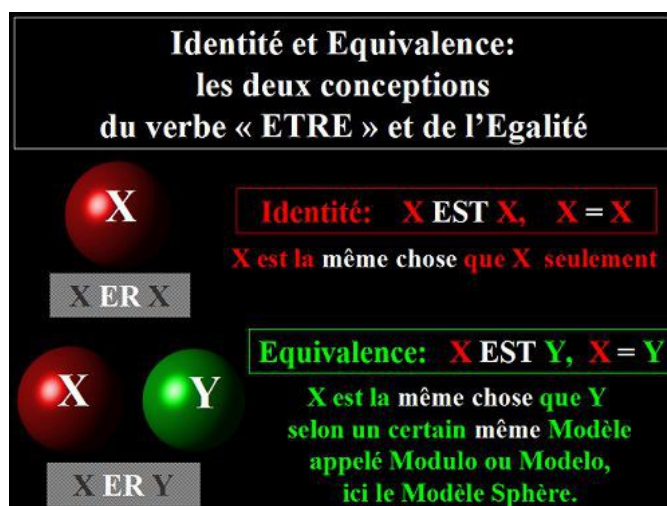 Identité et Equivalence:
les deux conceptions
du verbe « ETRE » et de l’Egalité
X
Identité: X EST X, X = X
X est la même chose que X seulement
X ER X
X
Y
Equivalence: X EST Y, X = Y
X est la même chose que Y
selon un certain même Modèle
appelé Modulo ou Modelo,
ici le Modèle Sphère.
X ER Y